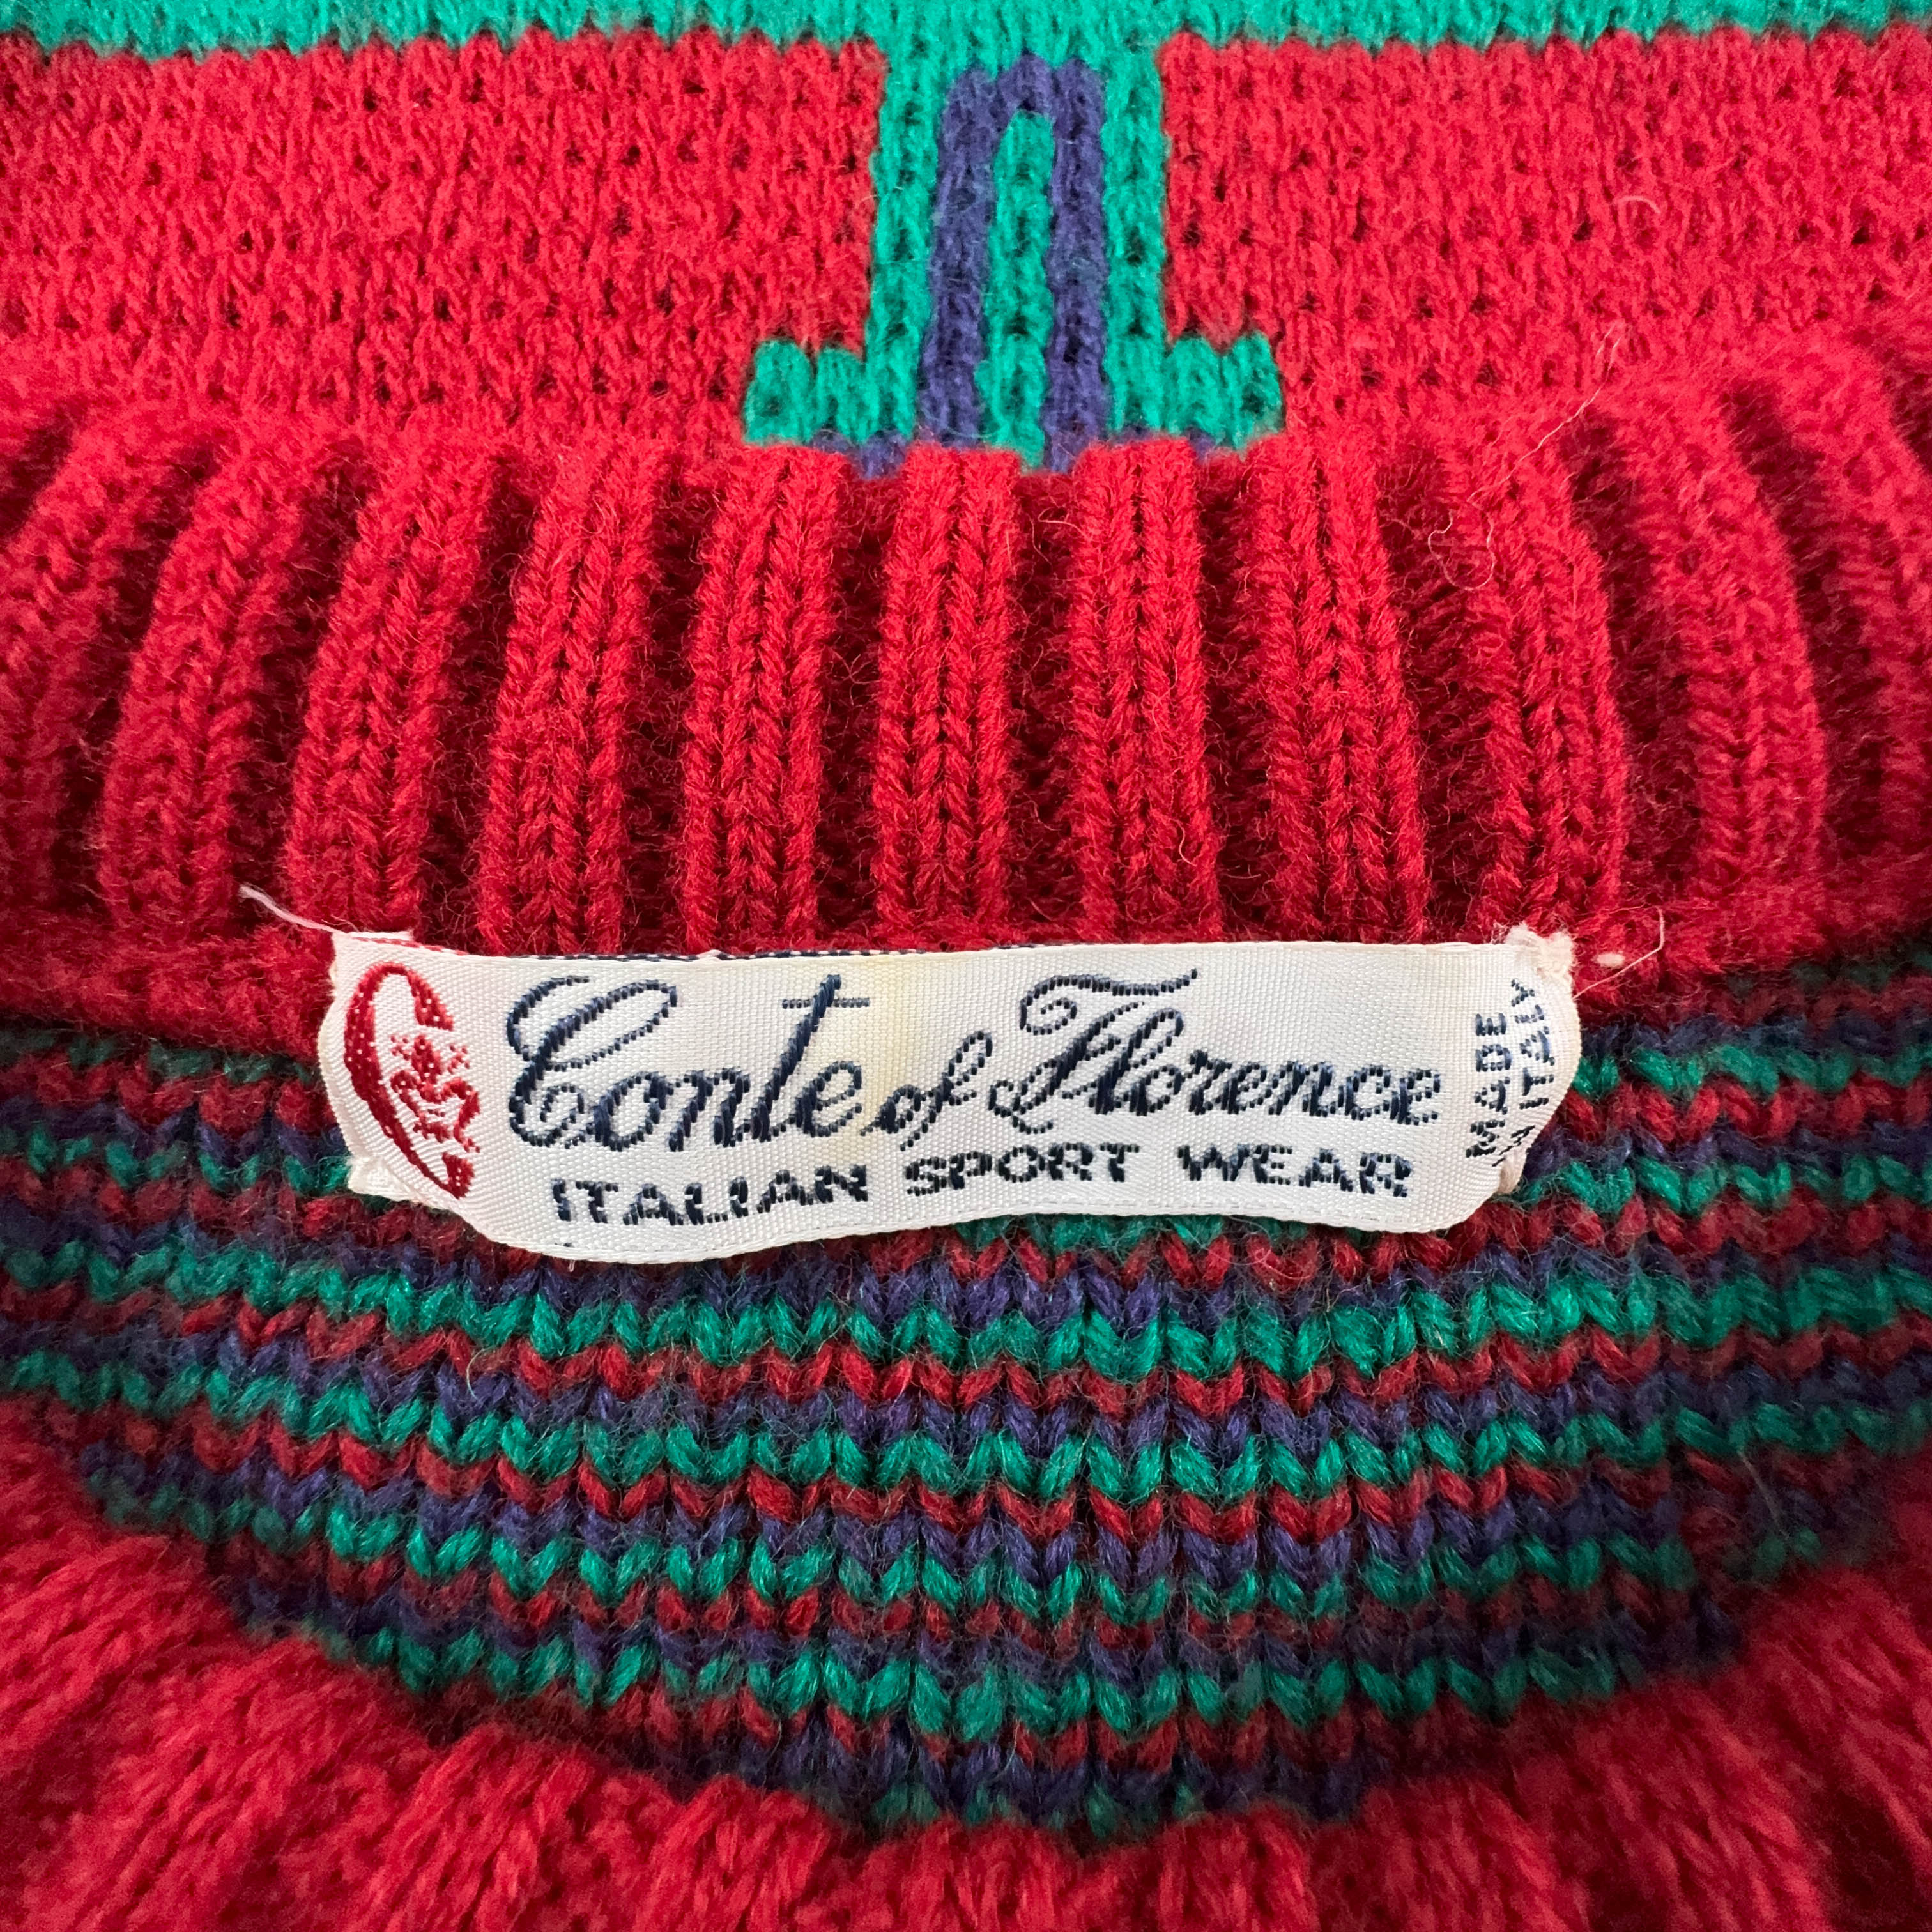 Conte of Florence
ITALIAN SPORT WEAR
MADE
IN ITALY